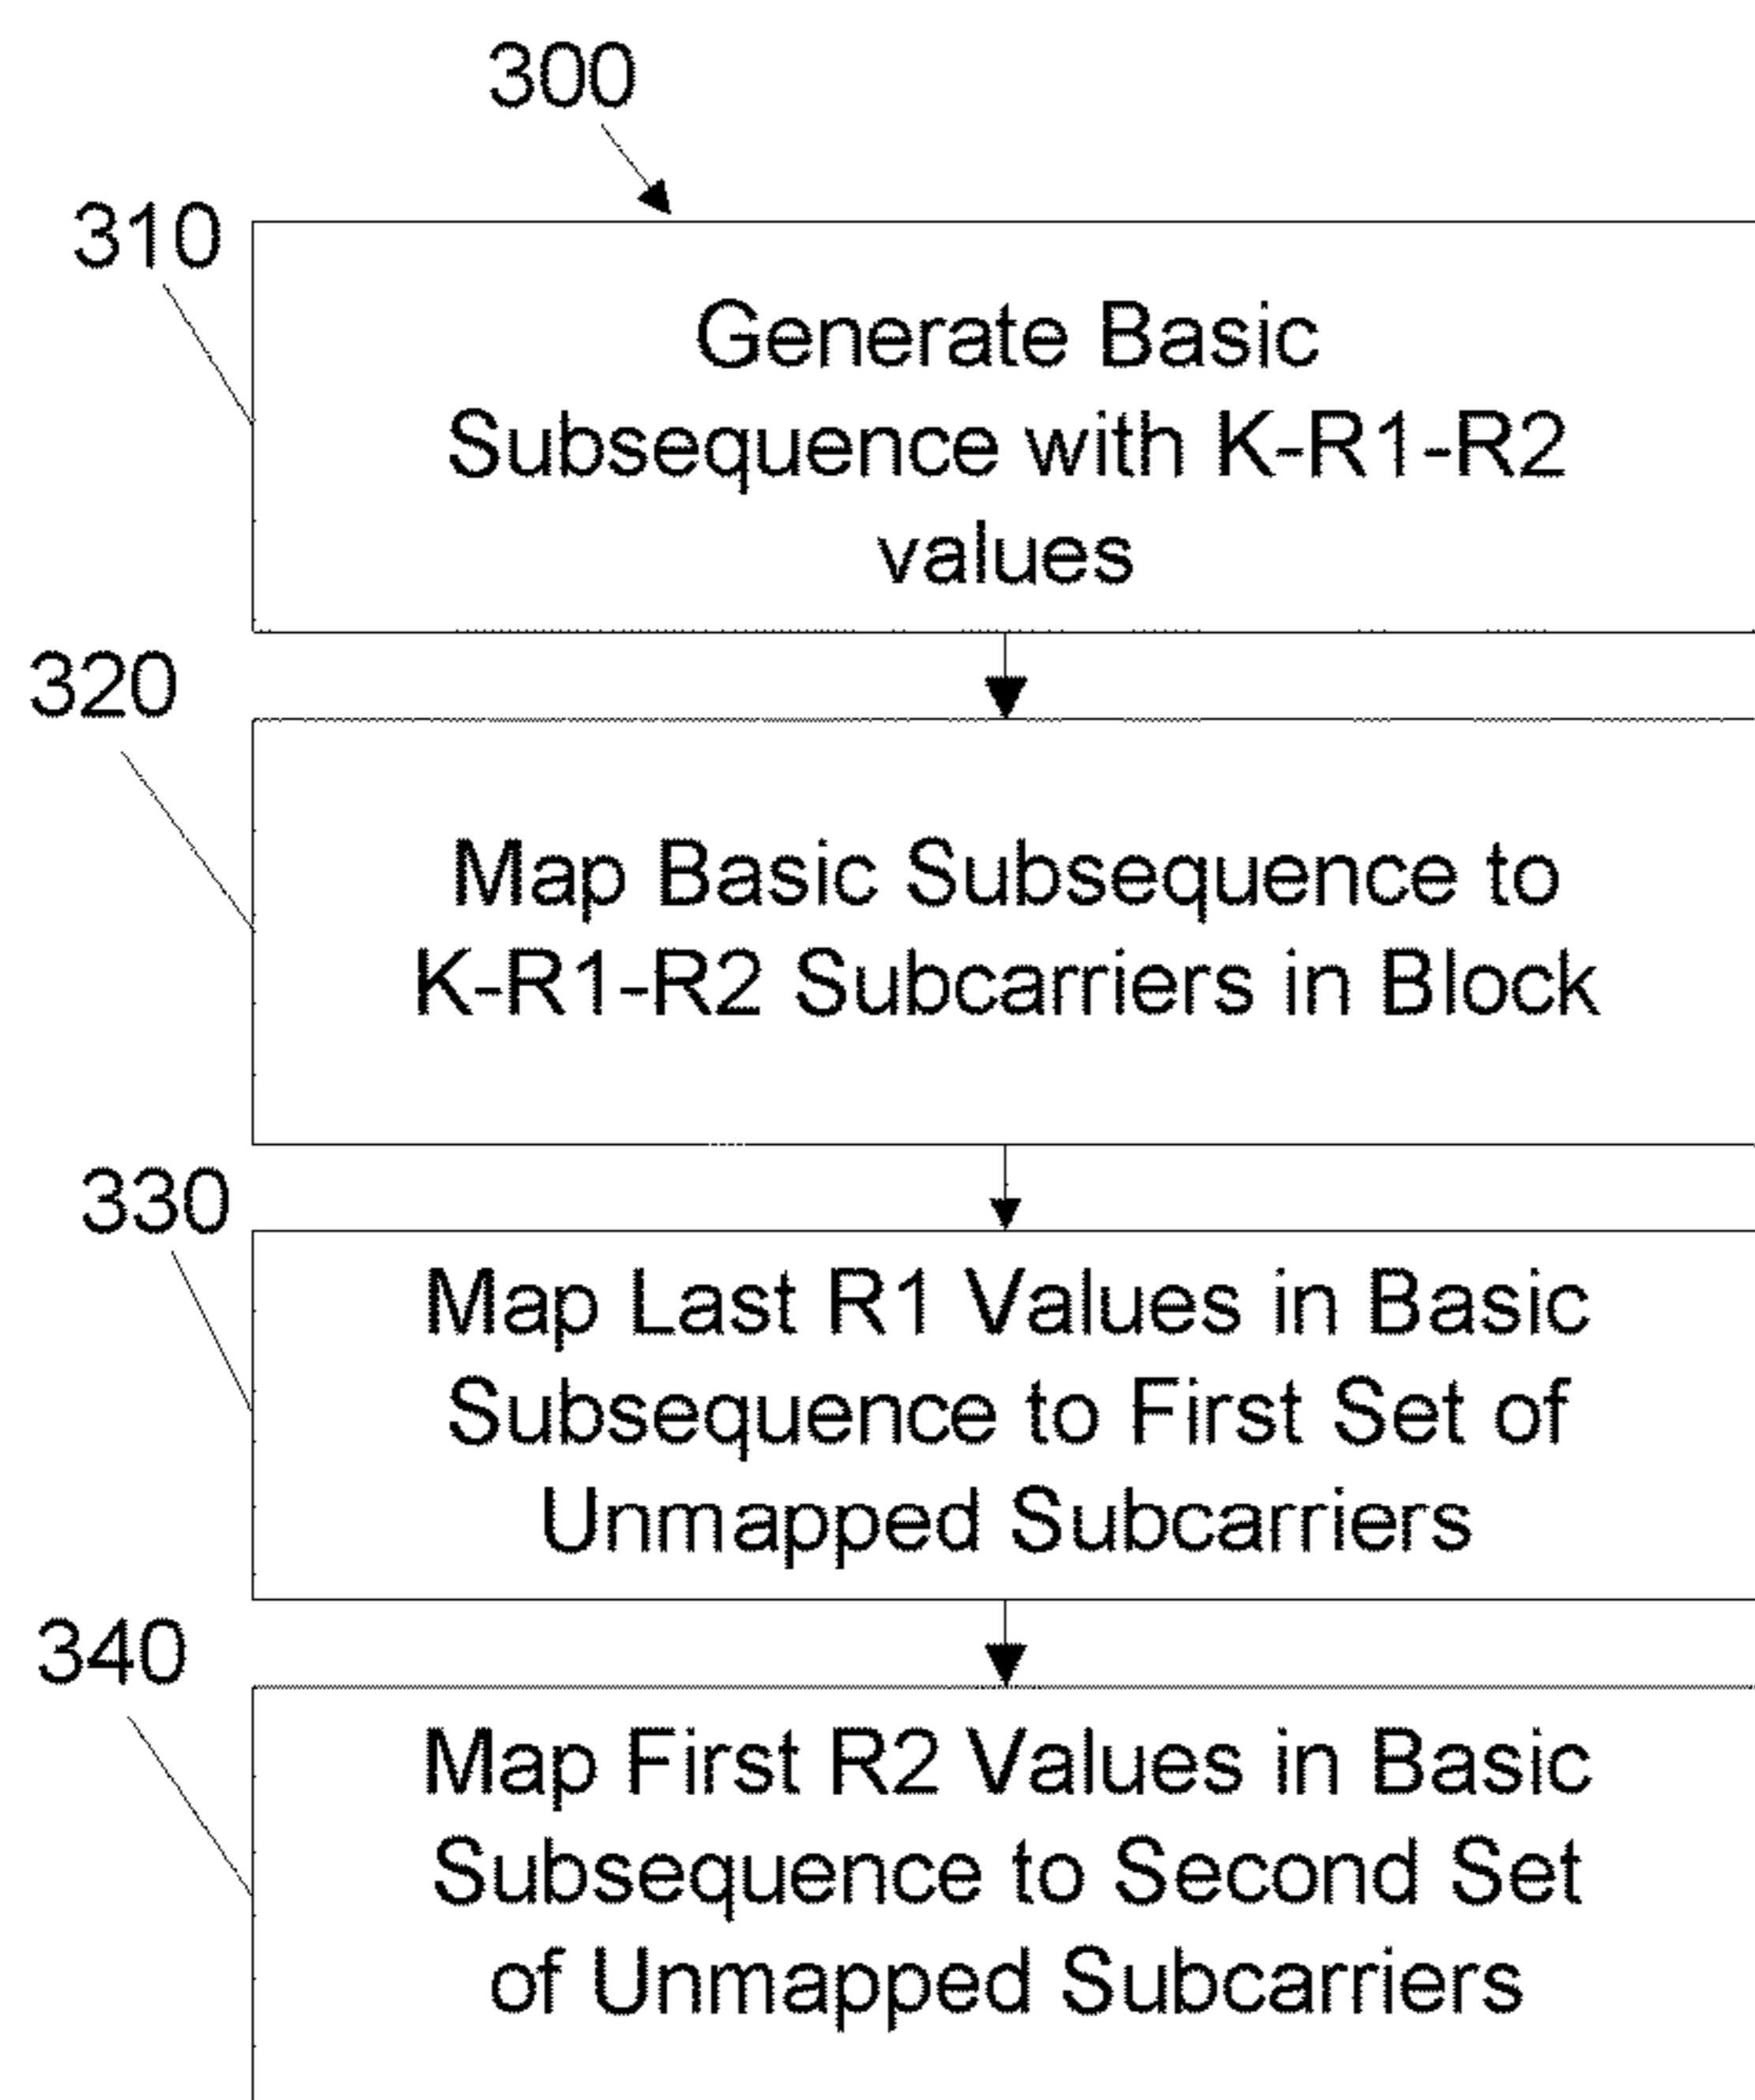 300
310
Generate Basic
Subsequence with K-R1-R2
values
320
Map Basic Subsequence to
K-R1-R2 Subcarriers in Block
330
Map Last R1 Values in Basic
Subsequence to First Set of
Unmapped Subcarriers
340
Map First R2 Values in Basic
Subsequence to Second Set
of Unmapped Subcarriers